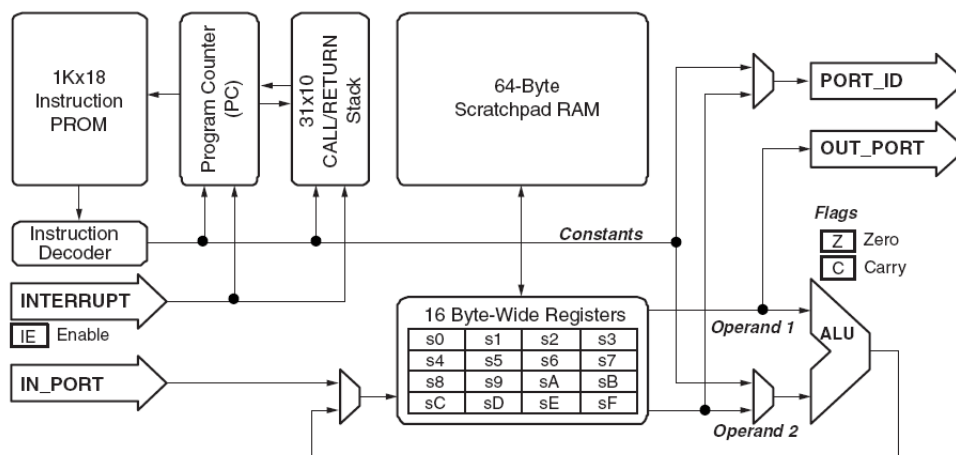 1Kx18
Instruction
PROM
Program Counter
(PC)
31x10
CALL/RETURN
Stack
64-Byte
Scratchpad RAM
PORT_ID
OUT_PORT
Instruction
Decoder
Constants
Flags
Z Zero
C Carry
INTERRUPT
IE Enable
16 Byte-Wide Registers
s0 s1 s2 s3
s4 s5 s6 s7
s8 s9 sA sB
sC sD sE sF
Operand 1
ALU
IN_PORT
Operand 2